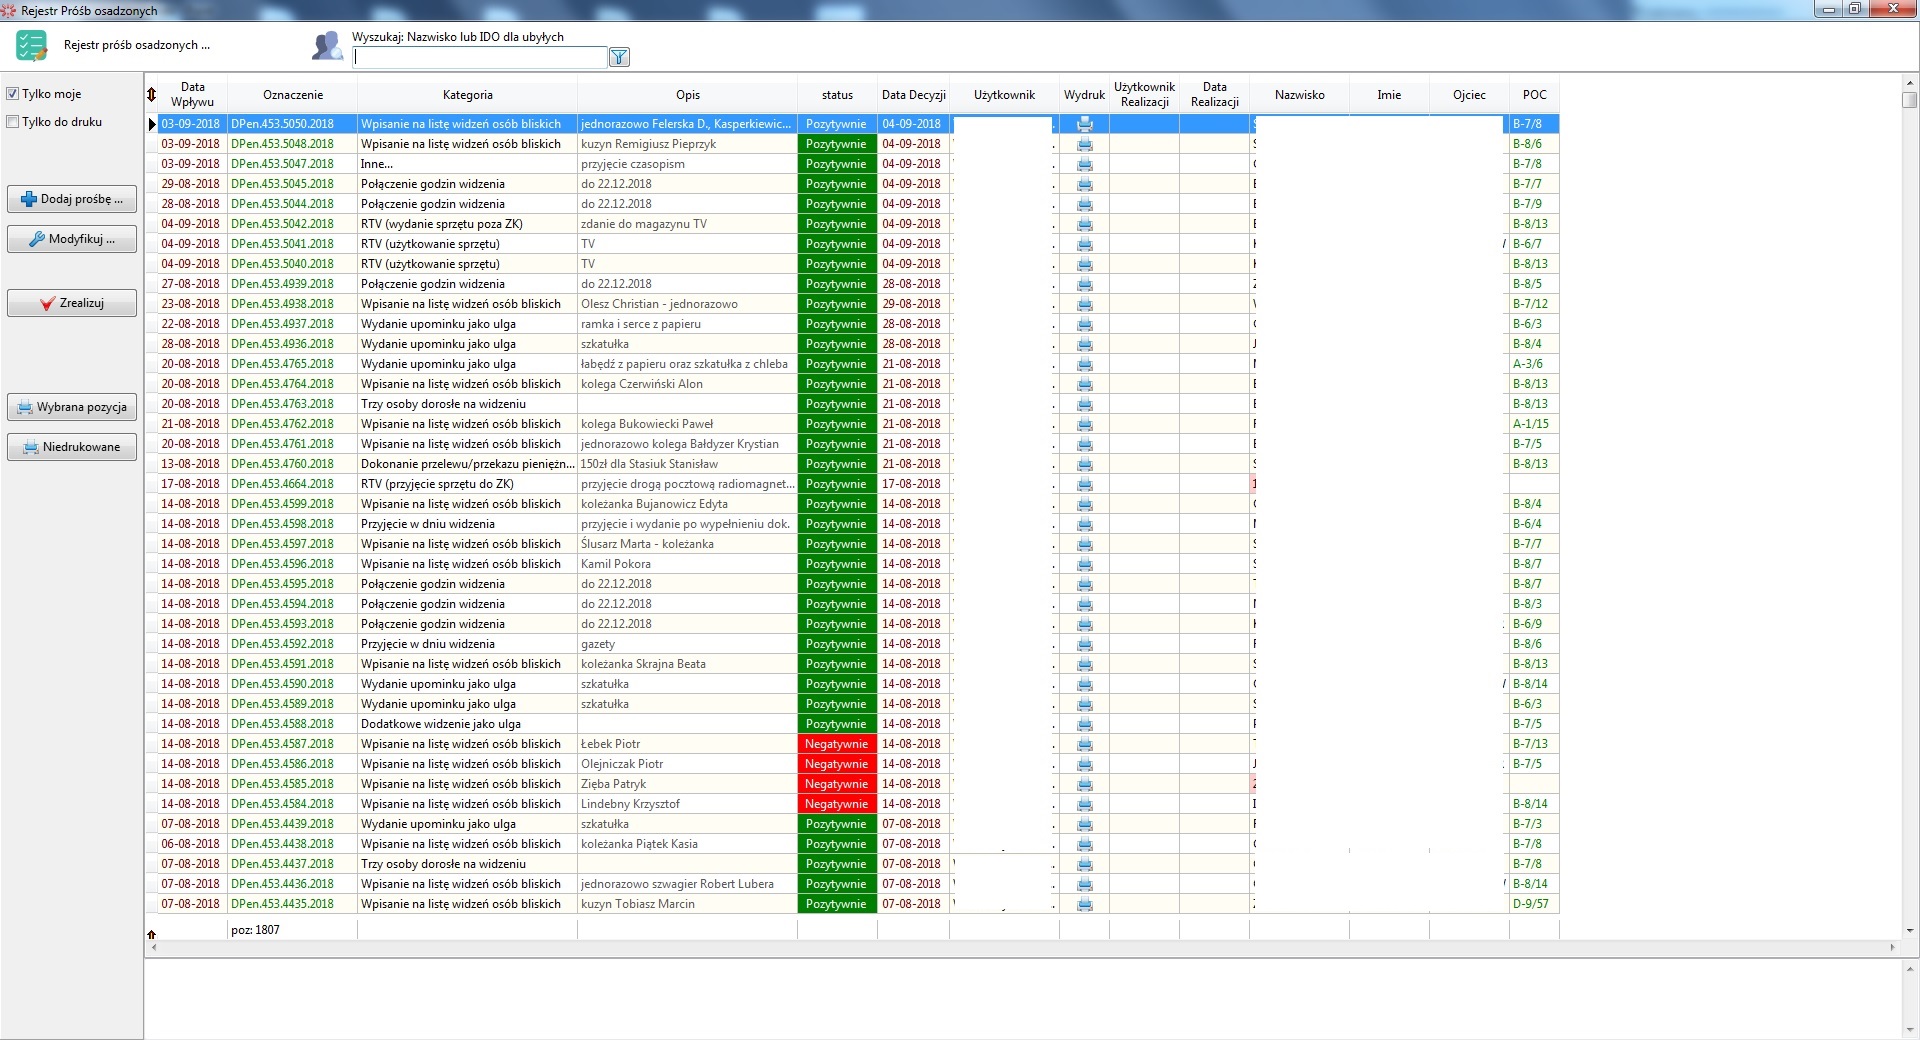 Rejestr Próśb osadzonych
Rejestr próśb osadzonych ...
Wyszukaj: Nazwisko lub IDO dla ubyłych
Tylko moje
Tylko do druku
Dodaj prośbę ...
Modyfikuj ...
Zrealizuj
Wybrana pozycja
Niedrukowane
Data Wpływu Oznaczenie Kategoria Opis status Data Decyzji Użytkownik Wydruk Użytkownik Realizacji Data Realizacji Nazwisko Imie Ojciec POC
03-09-2018 DPen.453.5050.2018 Wpisanie na listę widzeń osób bliskich jednorazowo Felerska D., Kasperkiewic... Pozytywnie 04-09-2018 B-7/8
03-09-2018 DPen.453.5048.2018 Wpisanie na listę widzeń osób bliskich kuzyn Remigiusz Pieprzyk Pozytywnie 04-09-2018 B-8/6
03-09-2018 DPen.453.5047.2018 Inne... przyjęcie czasopism Pozytywnie 04-09-2018 B-7/8
29-08-2018 DPen.453.5045.2018 Połączenie godzin widzenia do 22.12.2018 Pozytywnie 04-09-2018 B-7/7
28-08-2018 DPen.453.5044.2018 Połączenie godzin widzenia do 22.12.2018 Pozytywnie 04-09-2018 B-7/9
04-09-2018 DPen.453.5042.2018 RTV (wydanie sprzętu poza ZK) zdanie do magazynu TV Pozytywnie 04-09-2018 B-8/13
04-09-2018 DPen.453.5041.2018 RTV (użytkowanie sprzętu) TV Pozytywnie 04-09-2018 B-6/7
04-09-2018 DPen.453.5040.2018 RTV (użytkowanie sprzętu) TV Pozytywnie 04-09-2018 B-8/13
27-08-2018 DPen.453.4939.2018 Połączenie godzin widzenia do 22.12.2018 Pozytywnie 28-08-2018 B-8/5
23-08-2018 DPen.453.4938.2018 Wpisanie na listę widzeń osób bliskich Olesz Christian - jednorazowo Pozytywnie 29-08-2018 B-7/12
22-08-2018 DPen.453.4937.2018 Wydanie upominku jako ulga ramka i serce z papieru Pozytywnie 28-08-2018 B-6/3
28-08-2018 DPen.453.4936.2018 Wydanie upominku jako ulga szkatułka Pozytywnie 28-08-2018 B-8/4
20-08-2018 DPen.453.4765.2018 Wydanie upominku jako ulga łabędź z papieru oraz szkatułka z chleba Pozytywnie 21-08-2018 A-3/6
20-08-2018 DPen.453.4764.2018 Wpisanie na listę widzeń osób bliskich kolega Czerwiński Alon Pozytywnie 21-08-2018 B-8/13
20-08-2018 DPen.453.4763.2018 Trzy osoby dorosłe na widzeniu Pozytywnie 21-08-2018 B-8/13
21-08-2018 DPen.453.4762.2018 Wpisanie na listę widzeń osób bliskich kolega Bukowiecki Paweł Pozytywnie 21-08-2018 A-1/15
20-08-2018 DPen.453.4761.2018 Wpisanie na listę widzeń osób bliskich jednorazowo kolega Bałdyzer Krystian Pozytywnie 21-08-2018 B-7/5
13-08-2018 DPen.453.4760.2018 Dokonanie przelewu/przekazu pieniężn... 150zł dla Stasiuk Stanisław Pozytywnie 21-08-2018 B-8/13
17-08-2018 DPen.453.4664.2018 RTV (przyjęcie sprzętu do ZK) przyjęcie drogą pocztową radiomagnet... Pozytywnie 17-08-2018
14-08-2018 DPen.453.4599.2018 Wpisanie na listę widzeń osób bliskich koleżanka Bujanowicz Edyta Pozytywnie 14-08-2018 B-8/4
14-08-2018 DPen.453.4598.2018 Przyjęcie w dniu widzenia przyjęcie i wydanie po wypełnieniu dok. Pozytywnie 14-08-2018 B-6/4
14-08-2018 DPen.453.4597.2018 Wpisanie na listę widzeń osób bliskich Ślusarz Marta - koleżanka Pozytywnie 14-08-2018 B-7/7
14-08-2018 DPen.453.4596.2018 Wpisanie na listę widzeń osób bliskich Kamil Pokora Pozytywnie 14-08-2018 B-8/7
14-08-2018 DPen.453.4595.2018 Połączenie godzin widzenia do 22.12.2018 Pozytywnie 14-08-2018 B-8/7
14-08-2018 DPen.453.4594.2018 Połączenie godzin widzenia do 22.12.2018 Pozytywnie 14-08-2018 B-8/3
14-08-2018 DPen.453.4593.2018 Połączenie godzin widzenia do 22.12.2018 Pozytywnie 14-08-2018 B-6/9
14-08-2018 DPen.453.4592.2018 Przyjęcie w dniu widzenia gazety Pozytywnie 14-08-2018 B-8/6
14-08-2018 DPen.453.4591.2018 Wpisanie na listę widzeń osób bliskich koleżanka Skrajna Beata Pozytywnie 14-08-2018 B-8/13
14-08-2018 DPen.453.4590.2018 Wydanie upominku jako ulga szkatułka Pozytywnie 14-08-2018 B-8/14
14-08-2018 DPen.453.4589.2018 Wydanie upominku jako ulga szkatułka Pozytywnie 14-08-2018 B-6/3
14-08-2018 DPen.453.4588.2018 Dodatkowe widzenie jako ulga Pozytywnie 14-08-2018 B-7/5
14-08-2018 DPen.453.4587.2018 Wpisanie na listę widzeń osób bliskich Łebek Piotr Negatywnie 14-08-2018 B-7/13
14-08-2018 DPen.453.4586.2018 Wpisanie na listę widzeń osób bliskich Olejniczak Piotr Negatywnie 14-08-2018 B-7/5
14-08-2018 DPen.453.4585.2018 Wpisanie na listę widzeń osób bliskich Zięba Patryk Negatywnie 14-08-2018
14-08-2018 DPen.453.4584.2018 Wpisanie na listę widzeń osób bliskich Lindebny Krzysztof Negatywnie 14-08-2018 B-8/14
07-08-2018 DPen.453.4439.2018 Wydanie upominku jako ulga szkatułka Pozytywnie 07-08-2018 B-7/3
06-08-2018 DPen.453.4438.2018 Wpisanie na listę widzeń osób bliskich koleżanka Piątek Kasia Pozytywnie 07-08-2018 B-7/8
07-08-2018 DPen.453.4437.2018 Trzy osoby dorosłe na widzeniu Pozytywnie 07-08-2018 B-7/8
07-08-2018 DPen.453.4436.2018 Wpisanie na listę widzeń osób bliskich jednorazowo szwagier Robert Lubera Pozytywnie 07-08-2018 B-8/14
07-08-2018 DPen.453.4435.2018 Wpisanie na listę widzeń osób bliskich kuzyn Tobiasz Marcin Pozytywnie 07-08-2018 D-9/57
poz: 1807